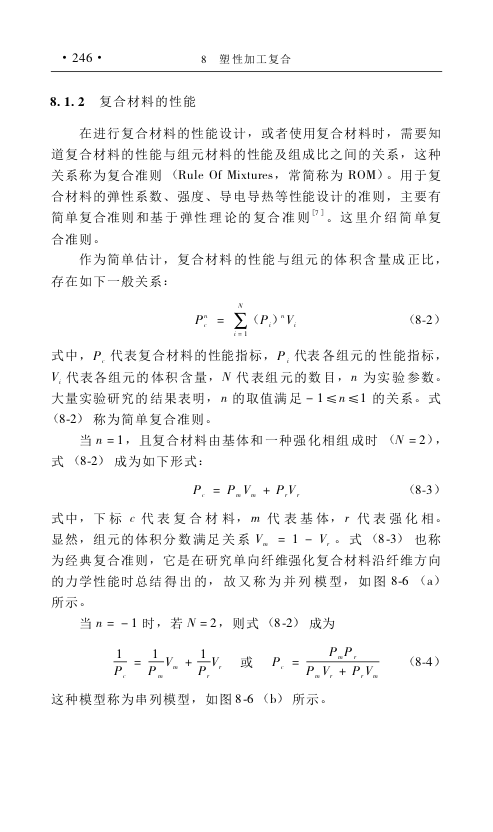 · 246 · 8 塑性加工复合
8. 1. 2 复合材料的性能
在进行复合材料的性能设计，或者使用复合材料时，需要知
道复合材料的性能与组元材料的性能及组成比之间的关系，这种
关系称为复合准则（Rule Of Mixtures，常简称为 ROM）。用于复
合材料的弹性系数、强度、导电导热等性能设计的准则，主要有
简单复合准则和基于弹性理论的复合准则[7]。这里介绍简单复
合准则。
作为简单估计，复合材料的性能与组元的体积含量成正比，
存在如下一般关系：
P_c^n = ∑_{i=1}^{N} (P_i)^n V_i （8-2）
式中，P_c 代表复合材料的性能指标，P_i 代表各组元的性能指标，
V_i 代表各组元的体积含量，N 代表组元的数目，n 为实验参数。
大量实验研究的结果表明，n 的取值满足 −1≤n≤1 的关系。式
（8-2）称为简单复合准则。
当 n=1，且复合材料由基体和一种强化相组成时（N=2），
式（8-2）成为如下形式：
P_c = P_m V_m + P_r V_r （8-3）
式中，下标 c 代表复合材料，m 代表基体，r 代表强化相。
显然，组元的体积分数满足关系 V_m = 1 − V_r。式（8-3）也称
为经典复合准则，它是在研究单向纤维强化复合材料沿纤维方向
的力学性能时总结得出的，故又称为并列模型，如图 8-6（a）
所示。
当 n = −1 时，若 N=2，则式（8-2）成为
1/P_c = 1/P_m V_m + 1/P_r V_r 或 P_c = P_m P_r / (P_m V_r + P_r V_m) （8-4）
这种模型称为串列模型，如图 8-6（b）所示。